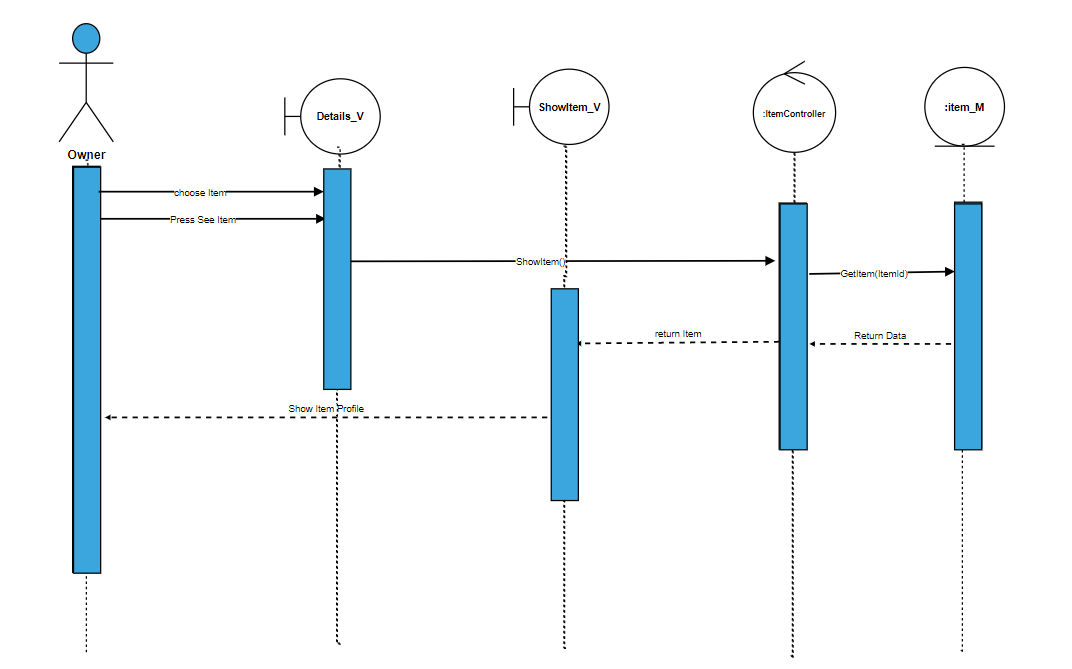 Owner
Details_V
ShowItem_V
:ItemController
:item_M
choose Item
Press See Item
ShowItem()
GetItem(ItemId)
return Item
Return Data
Show Item Profile